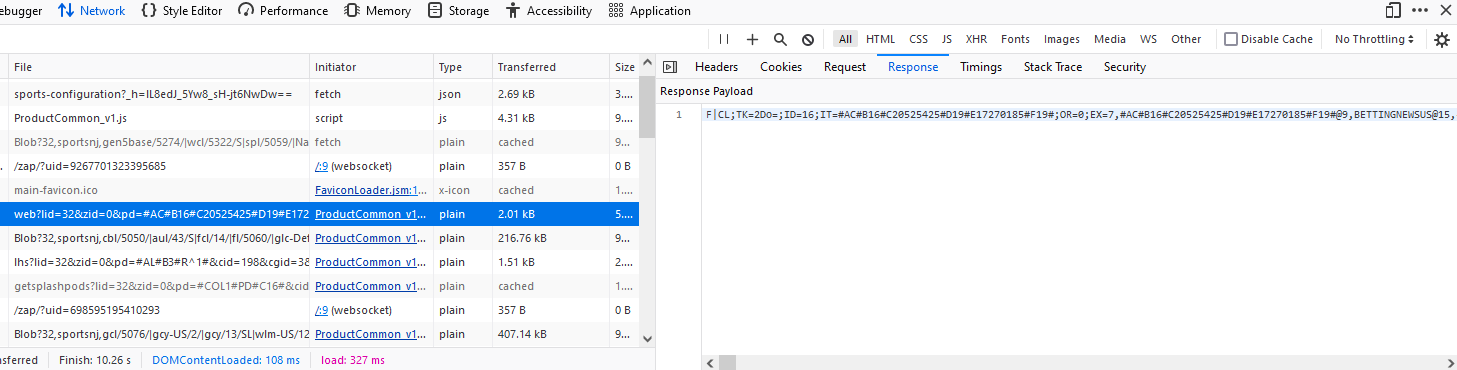 ebugger Network Style Editor Performance Memory Storage Accessibility Application
All HTML CSS JS XHR Fonts Images Media WS Other Disable Cache No Throttling
File Initiator Type Transferred Size Headers Cookies Request Response Timings Stack Trace Security
Response Payload
sports-configuration?_h=IL8edJ_5Yw8_sH-jt6NwDw== fetch json 2.69 kB 3....
1 F|CL;TK=2Do=;ID=16;IT=#AC#B16#C20525425#D19#E17270185#F19#;OR=0;EX=7,#AC#B16#C20525425#D19#E17270185#F19#@9,BETTINGNEWSUS@15,
ProductCommon_v1.js script js 4.31 kB 9....
Blob?32,sportsnj,gen5base/5274/|wcl/5322/S|spl/5059/|Na fetch plain cached 9....
/zap/?uid=9267701323395685 /:9 (websocket) plain 357 B 0 B
main-favicon.ico FaviconLoader.jsm:1... x-icon cached 1....
web?lid=32&zid=0&pd=#AC#B16#C20525425#D19#E172 ProductCommon_v1... plain 2.01 kB 5....
Blob?32,sportsnj,cbl/5050/|aul/43/S|fcl/14/|fl/5060/|glc-Def ProductCommon_v1... plain 216.76 kB 9....
lhs?lid=32&zid=0&pd=#AL#B3#R^1#&cid=198&cgid=3& ProductCommon_v1... plain 1.51 kB 2....
getsplashpods?lid=32&zid=0&pd=#COL1#PD#C16#&cid ProductCommon_v1... plain cached 1....
/zap/?uid=698595195410293 /:9 (websocket) plain 357 B 0 B
Blob?32,sportsnj,gcl/5076/|gcy-US/2/|gcy/13/SL|wlm-US/12 ProductCommon_v1... plain 407.14 kB 9....
nsferred Finish: 10.26 s DOMContentLoaded: 108 ms load: 327 ms